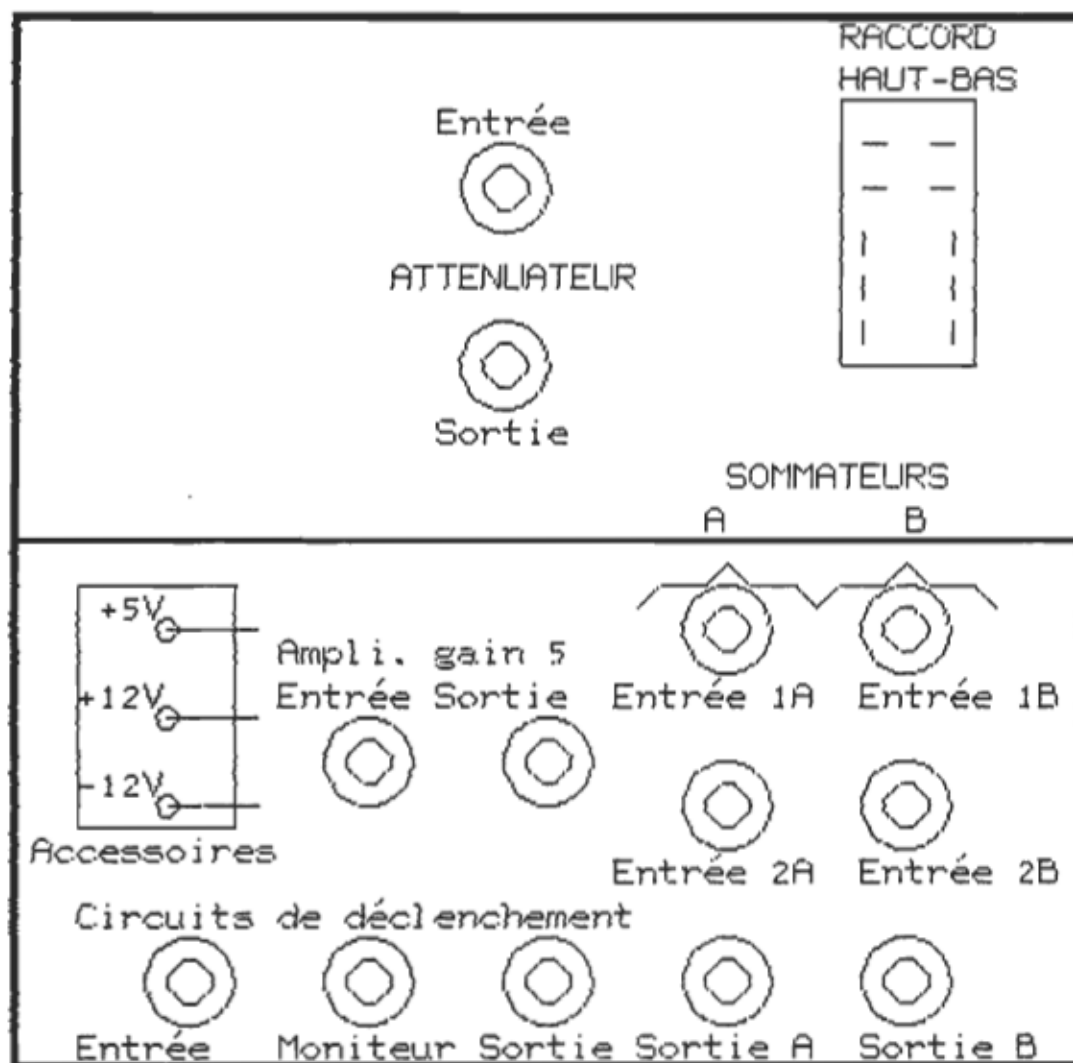 RACCORD
HAUT-BAS
Entrée
ATTENUATEUR
Sortie
SOMMATEURS
A B
+5V
Ampli. gain 5
+12V Entrée Sortie Entrée 1A Entrée 1B
-12V
Accessoires Entrée 2A Entrée 2B
Circuits de déclenchement
Entrée Moniteur Sortie Sortie A Sortie B